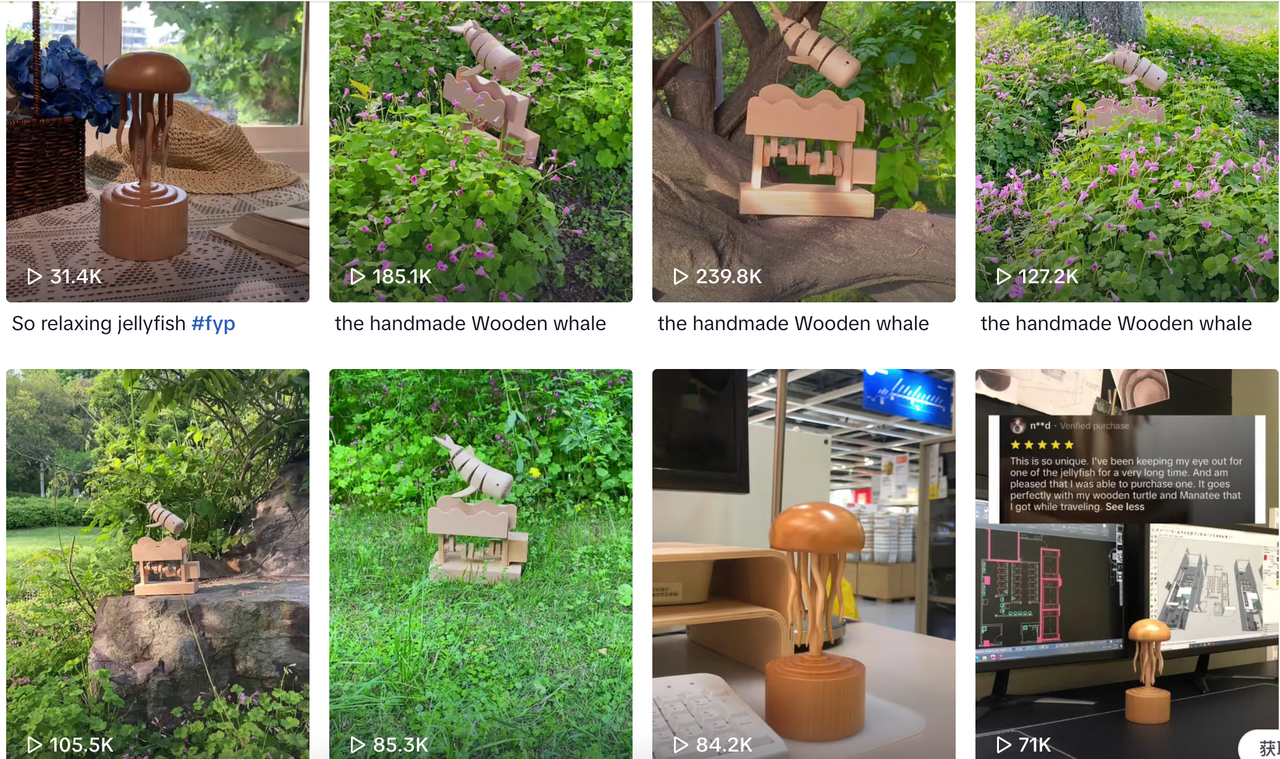 31.4K
185.1K
239.8K
127.2K
So relaxing jellyfish #fyp
the handmade Wooden whale
the handmade Wooden whale
the handmade Wooden whale
n**d · Verified purchase
This is so unique. I've been keeping my eye out for
one of the jellyfish for a very long time. And am
pleased that I was able to purchase one. It goes
perfectly with my wooden turtle and Manatee that
I got while traveling. See less
105.5K
85.3K
84.2K
71K